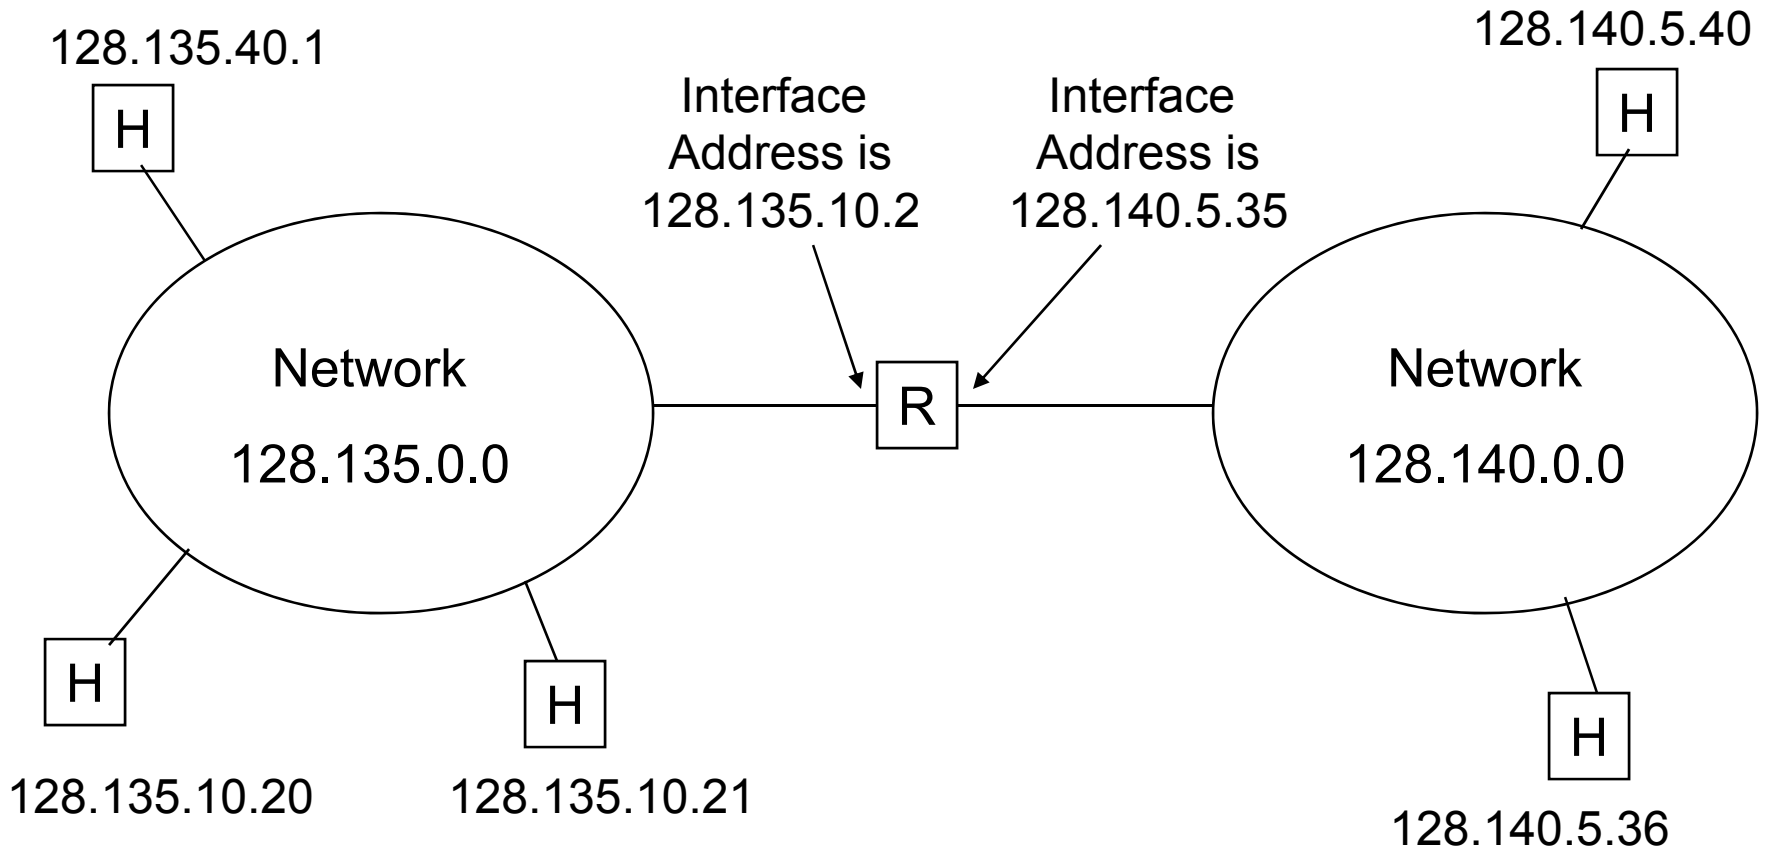 128.135.40.1
H
Interface
Address is
128.135.10.2
Interface
Address is
128.140.5.35
128.140.5.40
H
Network
128.135.0.0
R
Network
128.140.0.0
H
128.135.10.20
H
128.135.10.21
H
128.140.5.36